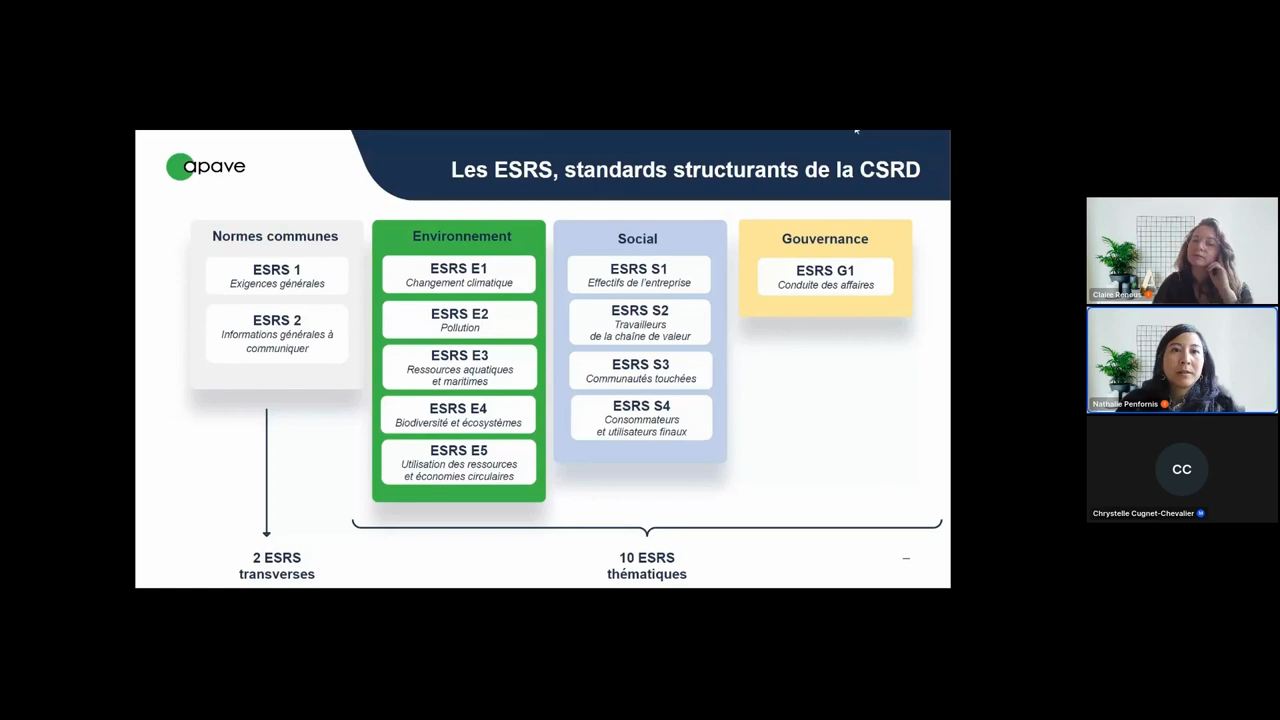 apave
Les ESRS, standards structurants de la CSRD
Normes communes
ESRS 1
Exigences générales
ESRS 2
Informations générales à
communiquer
Environnement
ESRS E1
Changement climatique
ESRS E2
Pollution
ESRS E3
Ressources aquatiques
et maritimes
ESRS E4
Biodiversité et écosystèmes
ESRS E5
Utilisation des ressources
et économies circulaires
Social
ESRS S1
Effectifs de l'entreprise
ESRS S2
Travailleurs
de la chaîne de valeur
ESRS S3
Communautés touchées
ESRS S4
Consommateurs
et utilisateurs finaux
Gouvernance
ESRS G1
Conduite des affaires
2 ESRS
transverses
10 ESRS
thématiques
–
Claire Renous
Nathalie Penfornis
CC
Chrystelle Cugnet-Chevalier